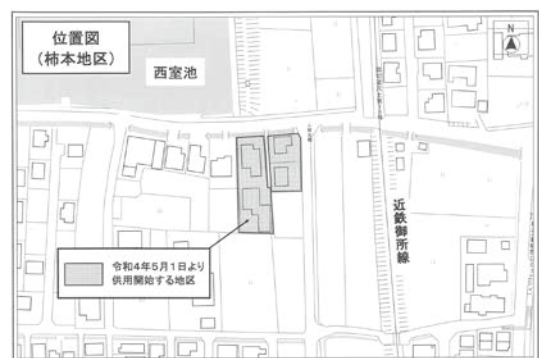 位置図
(柿本地区)
西室池
N
近鉄御所線
令和4年5月1日より
供用開始する地区